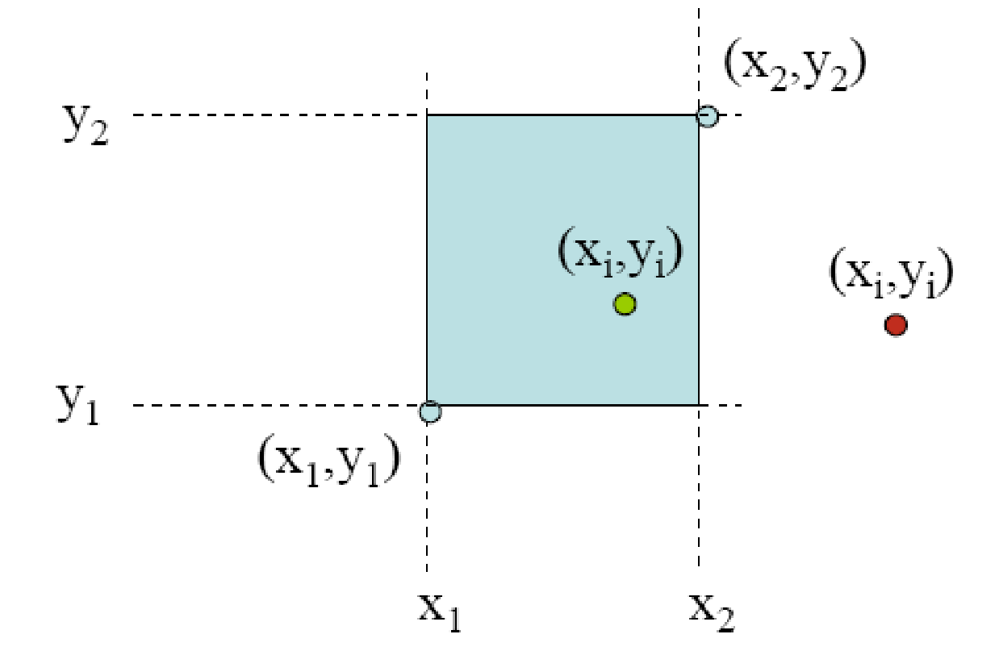 (x₂,y₂)
y₂
(xᵢ,yᵢ)
(xᵢ,yᵢ)
y₁
(x₁,y₁)
x₁
x₂